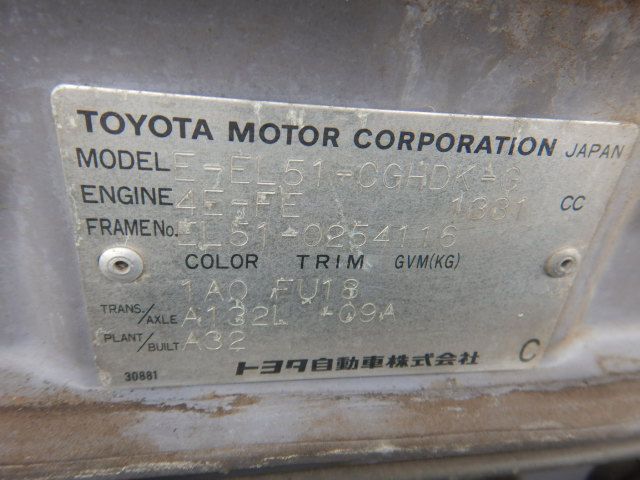 TOYOTA MOTOR CORPORATION JAPAN
MODEL E-EL51-CGHDK-G
ENGINE 4E-FE 1331 CC
FRAME No. EL51-0254116
COLOR TRIM GVM(KG)
1A0 FU18
TRANS./AXLE A132L -09A
PLANT/BUILT A32
30881 トヨタ自動車株式会社 C